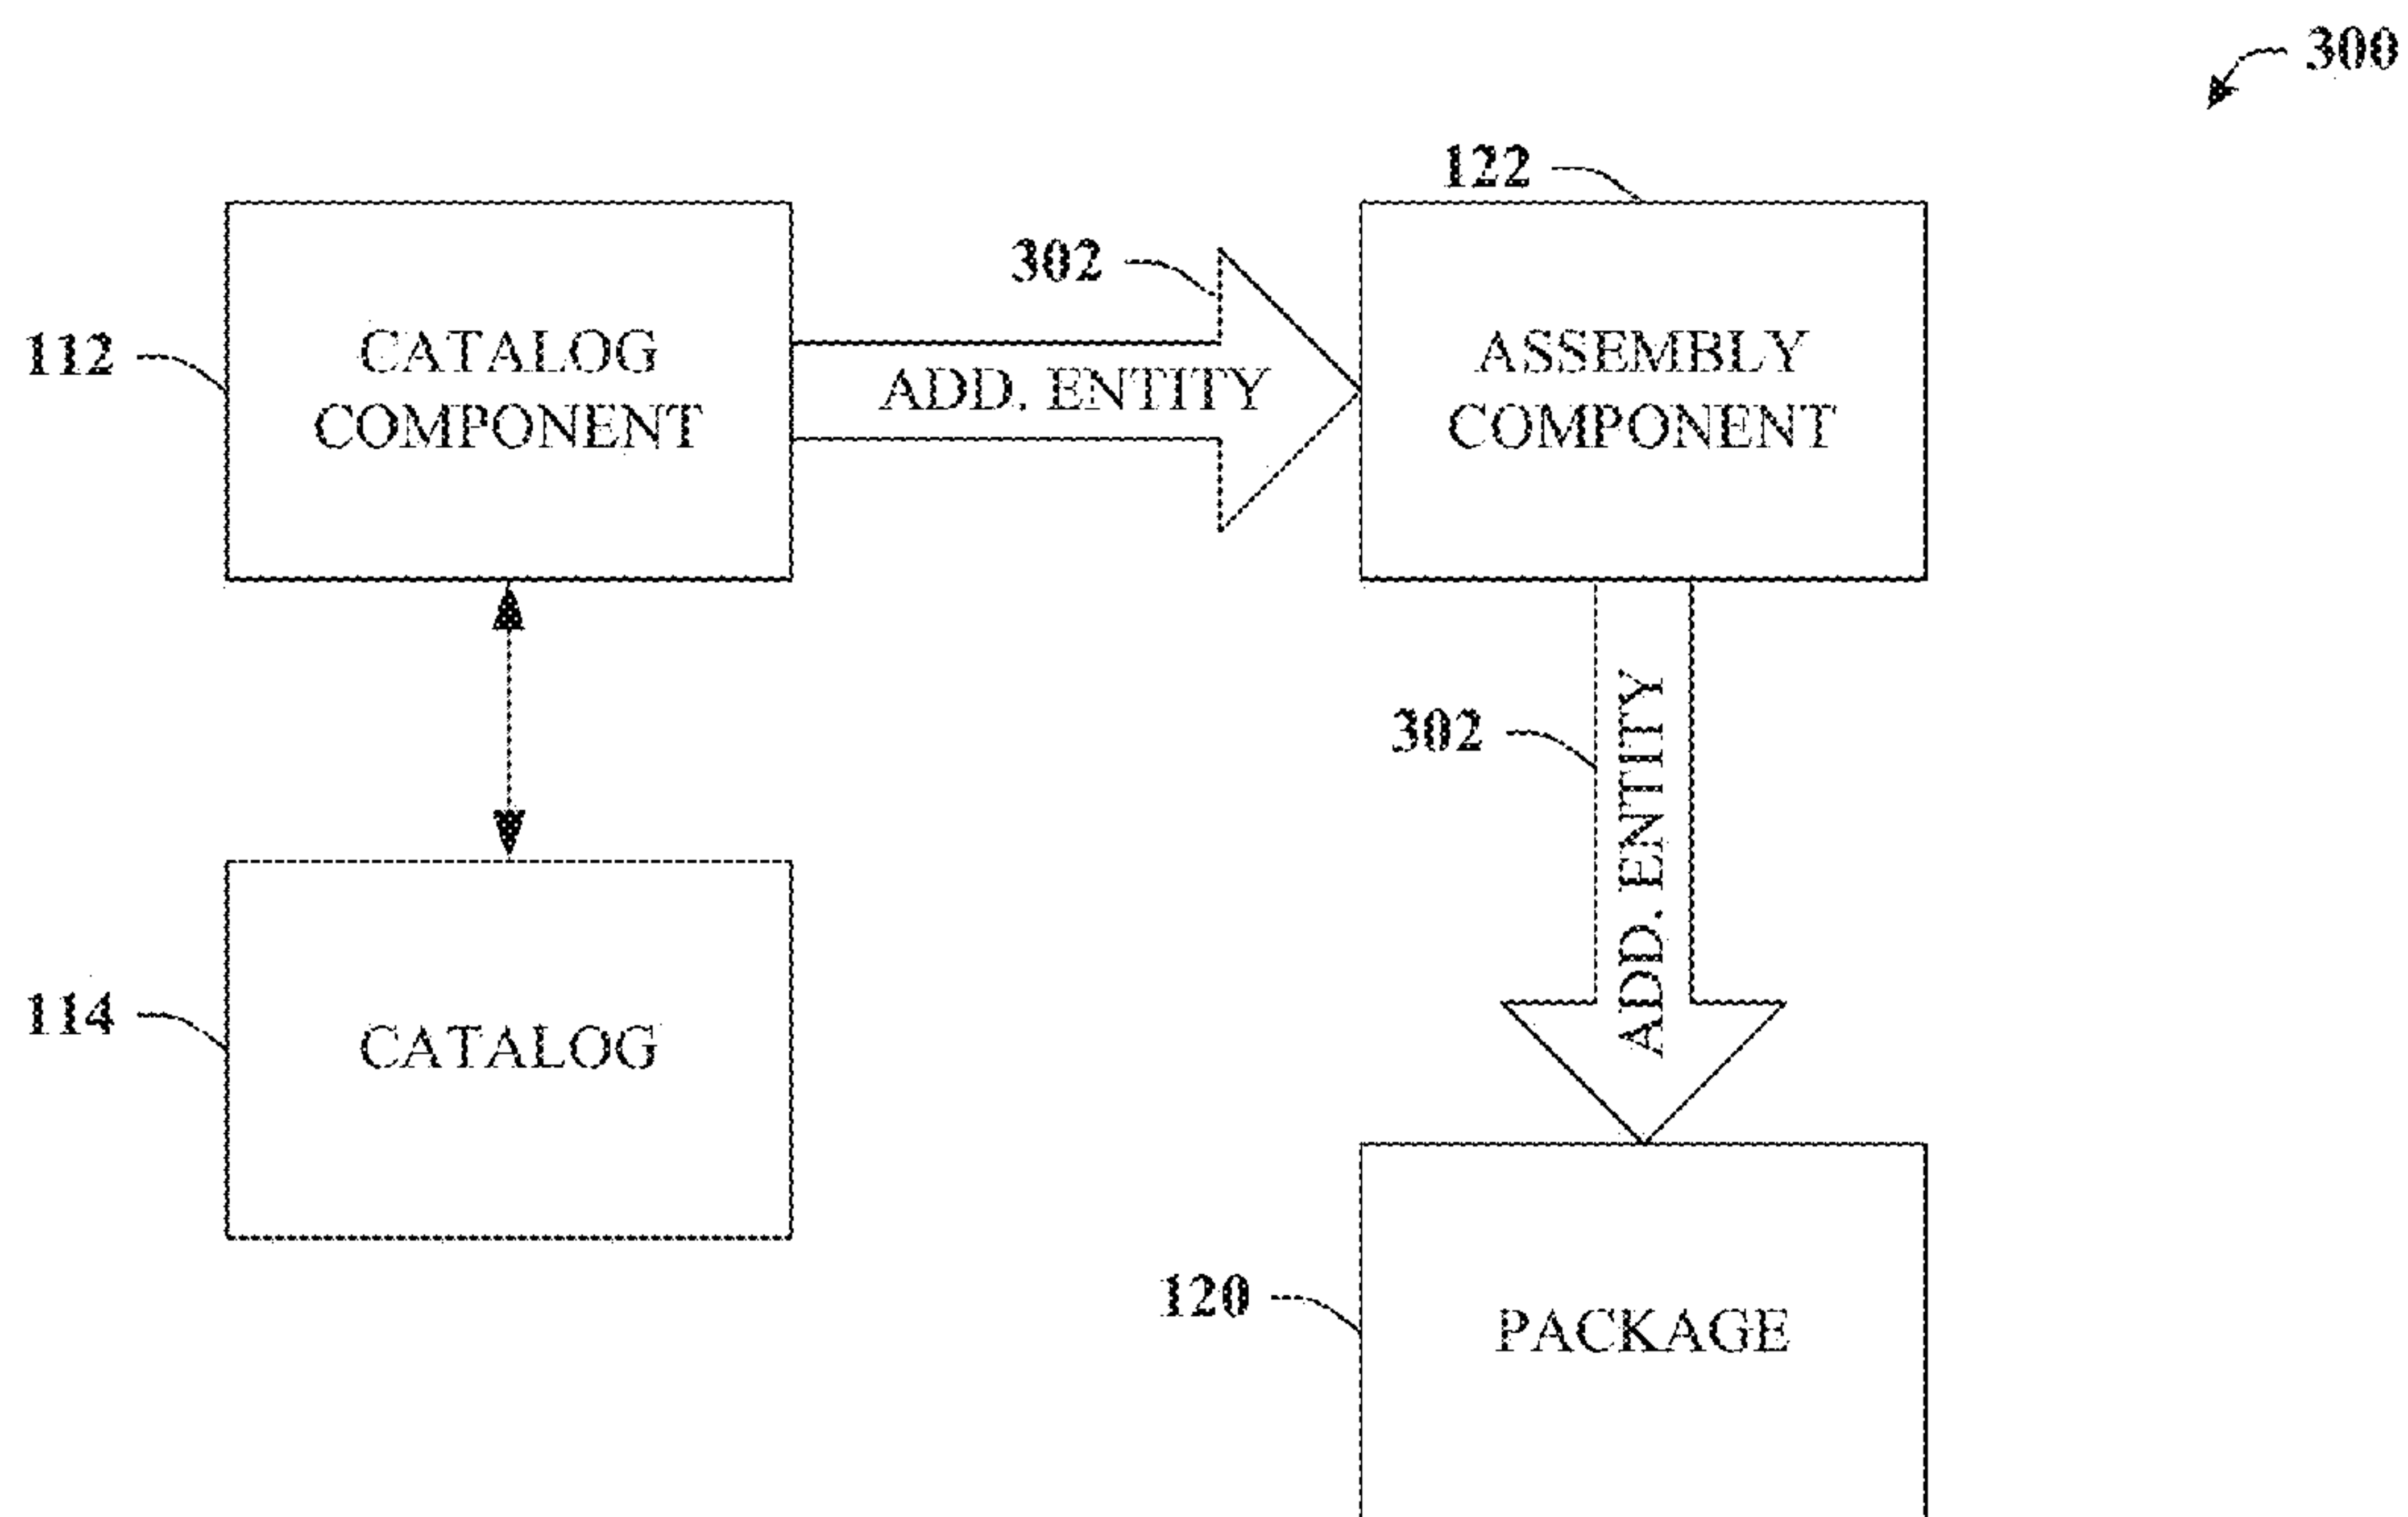 300
122
302
112
CATALOG
COMPONENT
ADD. ENTITY
ASSEMBLY
COMPONENT
302
ADD. ENTITY
114
CATALOG
120
PACKAGE